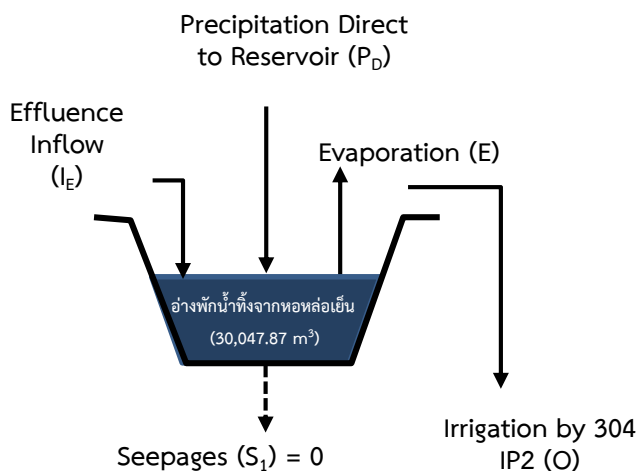 Precipitation Direct
to Reservoir (P_D)
Effluence
Inflow
(I_E)
Evaporation (E)
อ่างพักน้ำทิ้งจากหอหล่อเย็น
(30,047.87 m³)
Seepages (S₁) = 0
Irrigation by 304
IP2 (O)